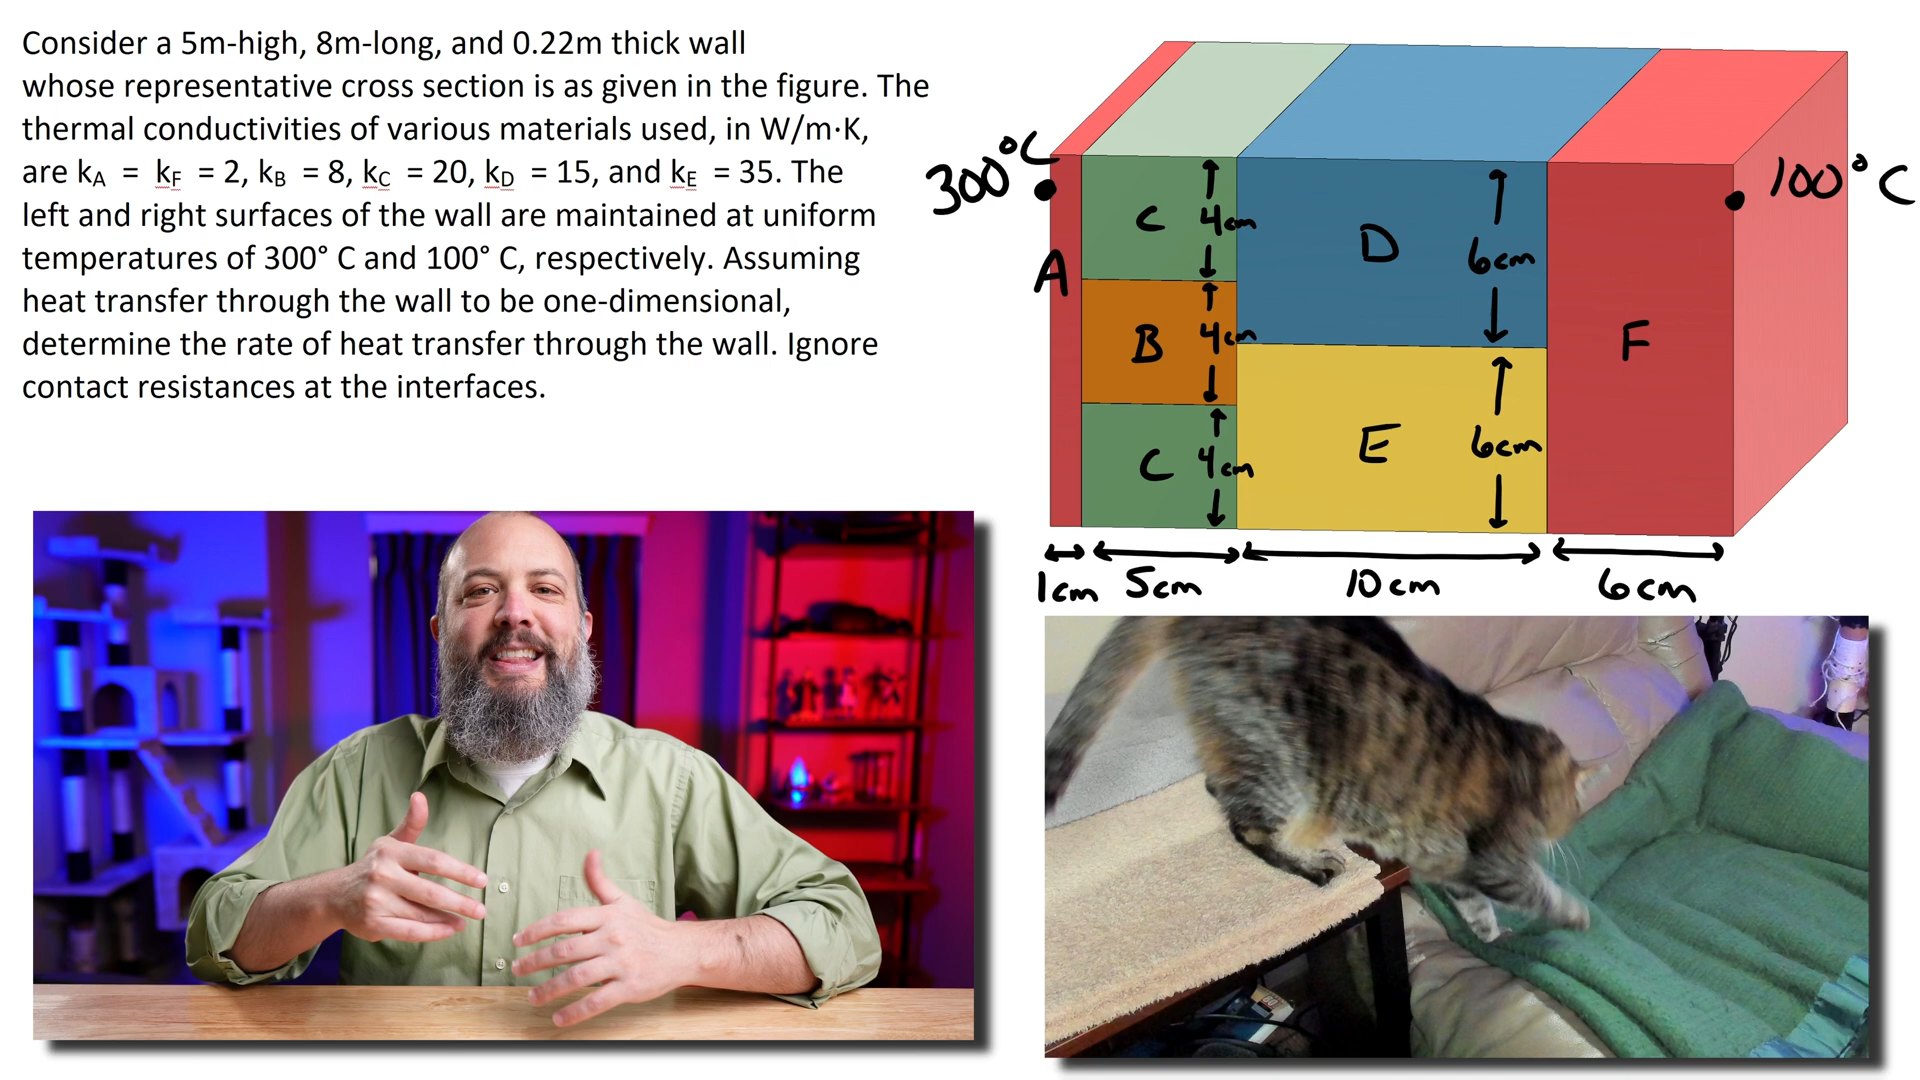 Consider a 5m-high, 8m-long, and 0.22m thick wall
whose representative cross section is as given in the figure. The
thermal conductivities of various materials used, in W/m·K,
are kA = kF = 2, kB = 8, kC = 20, kD = 15, and kE = 35. The
left and right surfaces of the wall are maintained at uniform
temperatures of 300° C and 100° C, respectively. Assuming
heat transfer through the wall to be one-dimensional,
determine the rate of heat transfer through the wall. Ignore
contact resistances at the interfaces.
300°C
100°C
A
C
4cm
B
4cm
C
4cm
D
6cm
E
6cm
F
1cm
5cm
10cm
6cm